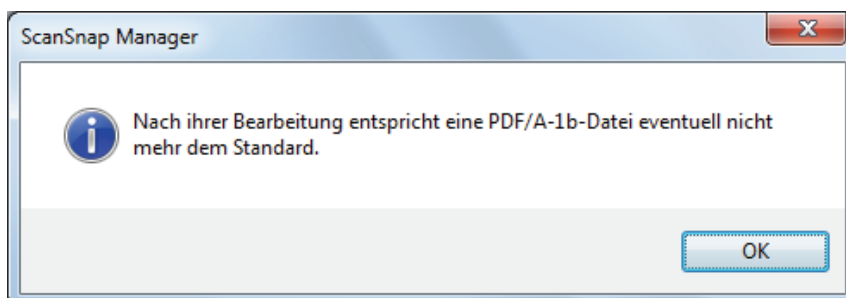 ScanSnap Manager
Nach ihrer Bearbeitung entspricht eine PDF/A-1b-Datei eventuell nicht
mehr dem Standard.
OK